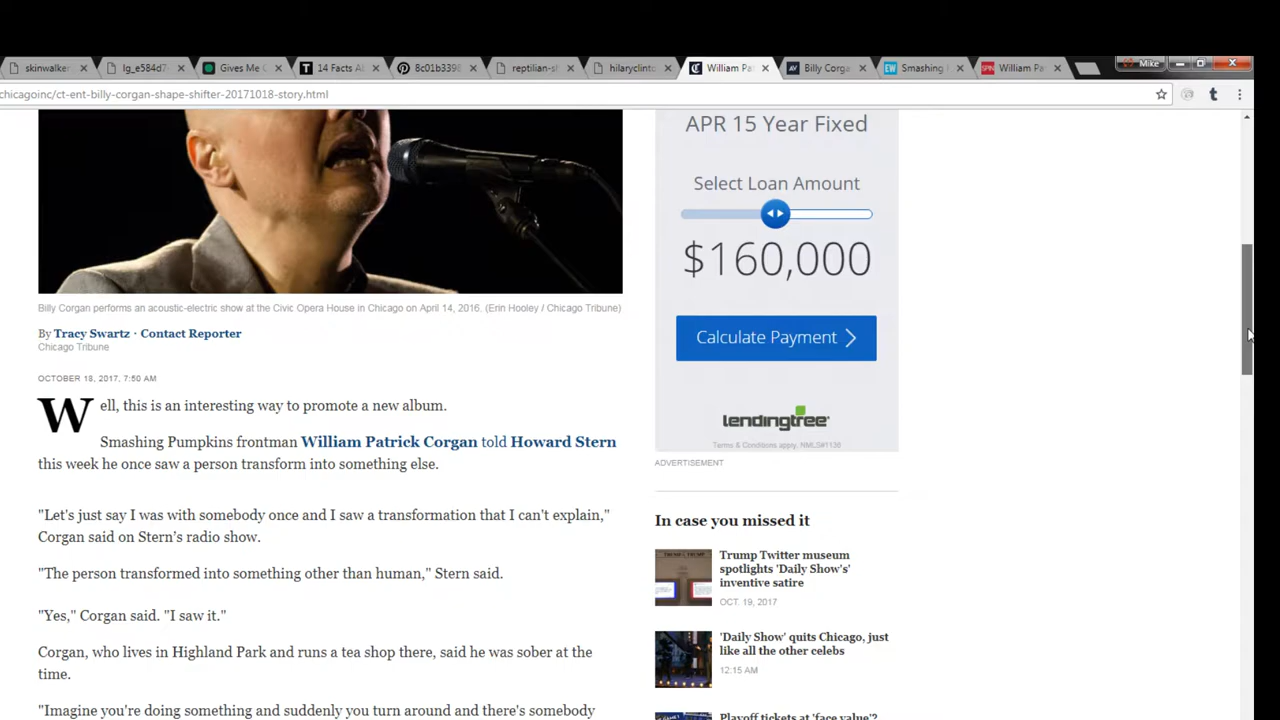 skinwalker
lg_e584d7
Gives Me C
14 Facts Al
8c01b3398
reptilian-sh
hilaryclinto
William Pa
Billy Corga
Smashing
William Pa
Mike
chicagoinc/ct-ent-billy-corgan-shape-shifter-20171018-story.html
Billy Corgan performs an acoustic-electric show at the Civic Opera House in Chicago on April 14, 2016. (Erin Hooley / Chicago Tribune)
By Tracy Swartz · Contact Reporter
Chicago Tribune
OCTOBER 18, 2017, 7:50 AM
Well, this is an interesting way to promote a new album.
Smashing Pumpkins frontman William Patrick Corgan told Howard Stern
this week he once saw a person transform into something else.
"Let's just say I was with somebody once and I saw a transformation that I can't explain,"
Corgan said on Stern's radio show.
"The person transformed into something other than human," Stern said.
"Yes," Corgan said. "I saw it."
Corgan, who lives in Highland Park and runs a tea shop there, said he was sober at the
time.
"Imagine you're doing something and suddenly you turn around and there's somebody
APR 15 Year Fixed
Select Loan Amount
$160,000
Calculate Payment
lendingtree
Terms & Conditions apply. NMLS#1136
ADVERTISEMENT
In case you missed it
Trump Twitter museum
spotlights 'Daily Show's'
inventive satire
OCT. 19, 2017
'Daily Show' quits Chicago, just
like all the other celebs
12:15 AM
Playoff tickets at 'face value'?